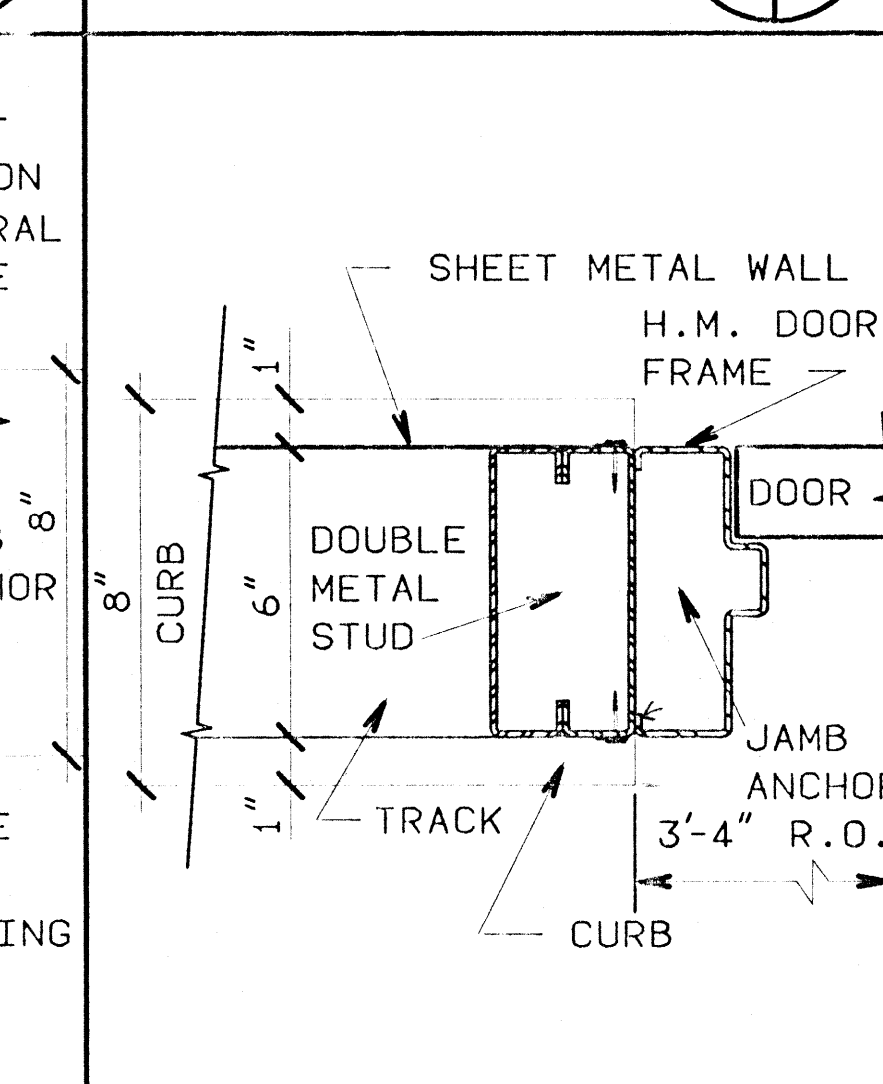 ON
RAL
E
8"
HOR
E
ING
SHEET METAL WALL
H.M. DOOR
FRAME
1"
DOOR
DOUBLE
METAL
STUD
8"
CURB
6"
JAMB
ANCHOR
1"
TRACK
3'-4" R.O.
CURB